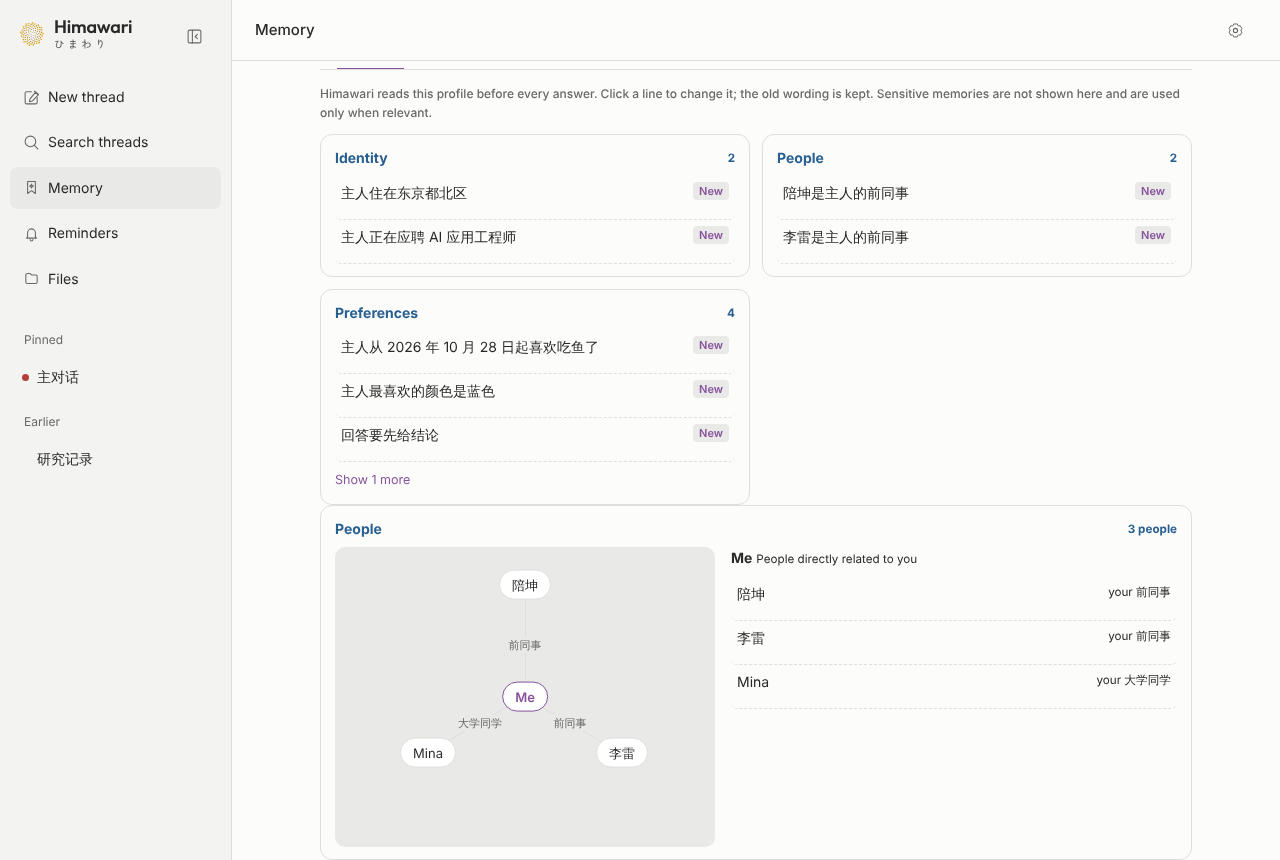 Himawari
ひまわり
Memory
New thread
Search threads
Memory
Reminders
Files
Pinned
主对话
Earlier
研究记录
Himawari reads this profile before every answer. Click a line to change it; the old wording is kept. Sensitive memories are not shown here and are used
only when relevant.
Identity 2
主人住在东京都北区 New
主人正在应聘 AI 应用工程师 New
People 2
陪坤是主人的前同事 New
李雷是主人的前同事 New
Preferences 4
主人从 2026 年 10 月 28 日起喜欢吃鱼了 New
主人最喜欢的颜色是蓝色 New
回答要先给结论 New
Show 1 more
People 3 people
陪坤
前同事
Me
大学同学 前同事
Mina 李雷
Me People directly related to you
陪坤 your 前同事
李雷 your 前同事
Mina your 大学同学